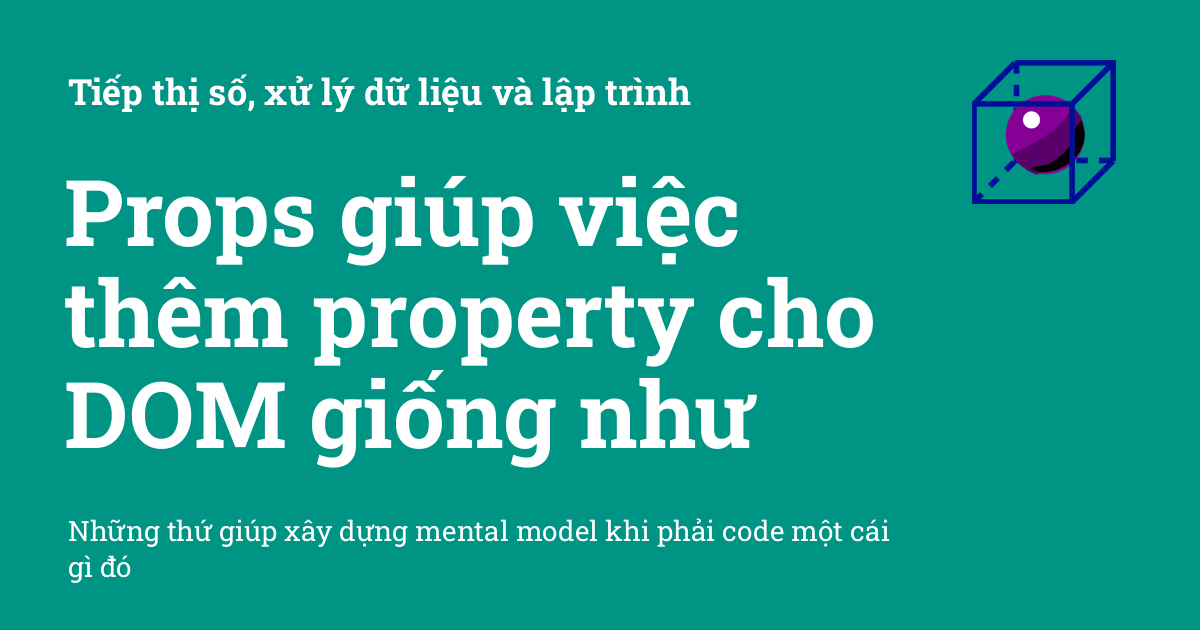 Tiếp thị số, xử lý dữ liệu và lập trình
Props giúp việc
thêm property cho
DOM giống như
Những thứ giúp xây dựng mental model khi phải code một cái
gì đó